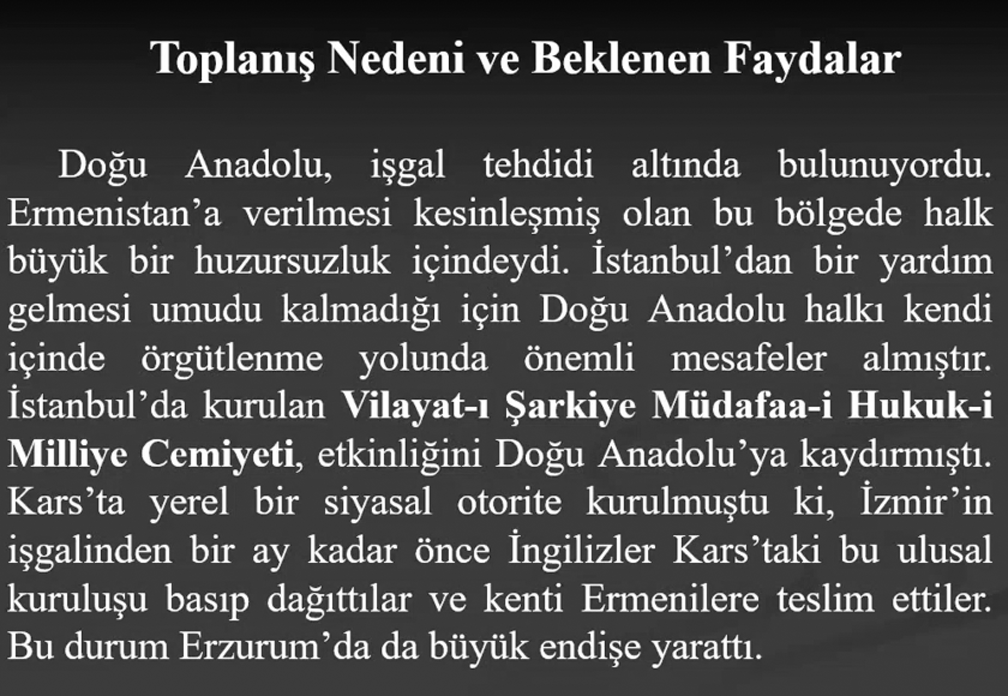 Toplanış Nedeni ve Beklenen Faydalar
Doğu Anadolu, işgal tehdidi altında bulunuyordu.
Ermenistan’a verilmesi kesinleşmiş olan bu bölgede halk
büyük bir huzursuzluk içindeydi. İstanbul’dan bir yardım
gelmesi umudu kalmadığı için Doğu Anadolu halkı kendi
içinde örgütlenme yolunda önemli mesafeler almıştır.
İstanbul’da kurulan Vilayat-ı Şarkiye Müdafaa-i Hukuk-i
Milliye Cemiyeti, etkinliğini Doğu Anadolu’ya kaydırmıştı.
Kars’ta yerel bir siyasal otorite kurulmuştu ki, İzmir’in
işgalinden bir ay kadar önce İngilizler Kars’taki bu ulusal
kuruluşu basıp dağıttılar ve kenti Ermenilere teslim ettiler.
Bu durum Erzurum’da da büyük endişe yarattı.